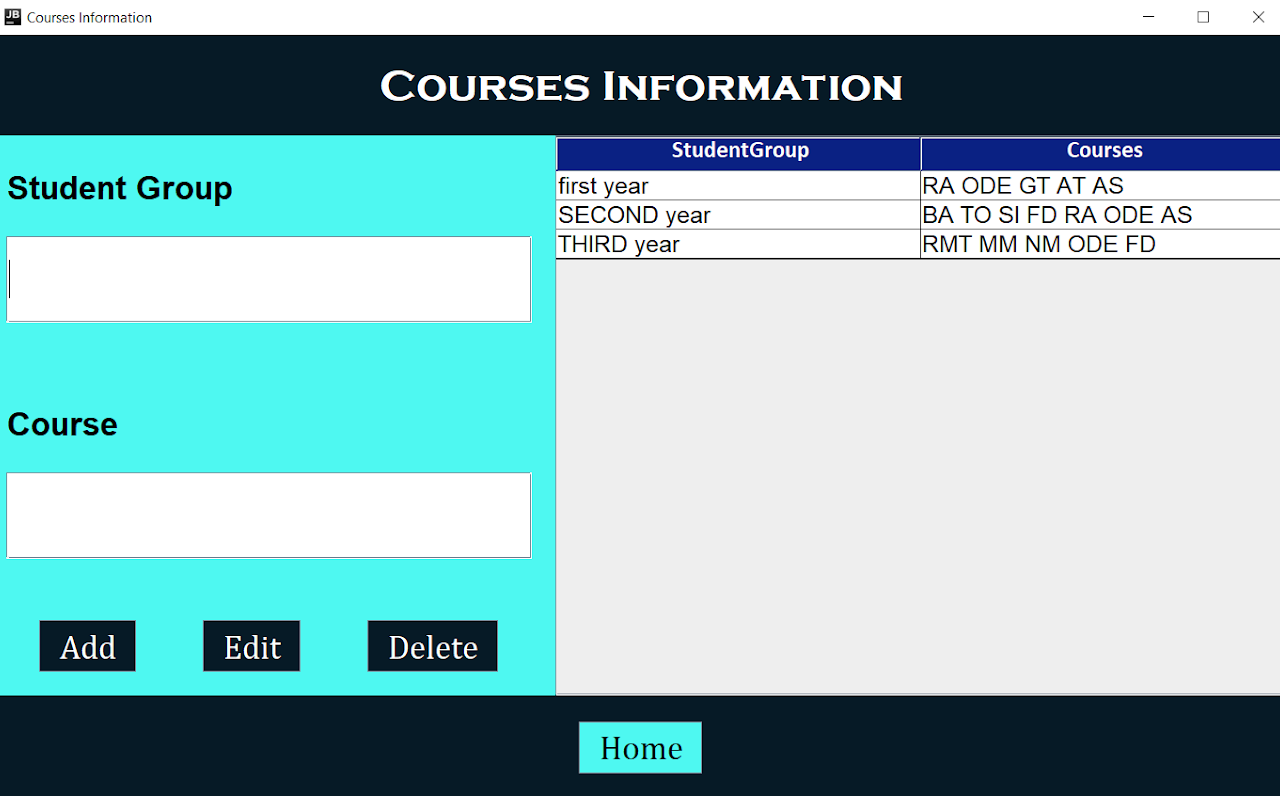 JB Courses Information
COURSES INFORMATION
Student Group
Course
Add Edit Delete
StudentGroup Courses
first year RA ODE GT AT AS
SECOND year BA TO SI FD RA ODE AS
THIRD year RMT MM NM ODE FD
Home